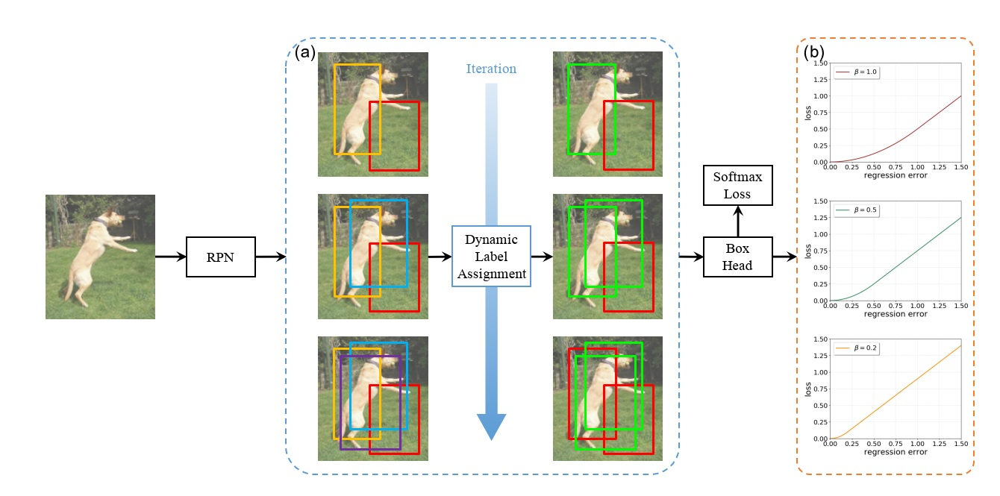 (a)
Iteration
RPN
Dynamic
Label
Assignment
Softmax
Loss
Box
Head
(b)
β = 1.0
1.50
1.25
1.00
0.75
0.50
0.25
0.00
loss
0.00 0.25 0.50 0.75 1.00 1.25 1.50
regression error
β = 0.5
1.50
1.25
1.00
0.75
0.50
0.25
0.00
loss
0.00 0.25 0.50 0.75 1.00 1.25 1.50
regression error
β = 0.2
1.50
1.25
1.00
0.75
0.50
0.25
0.00
loss
0.00 0.25 0.50 0.75 1.00 1.25 1.50
regression error